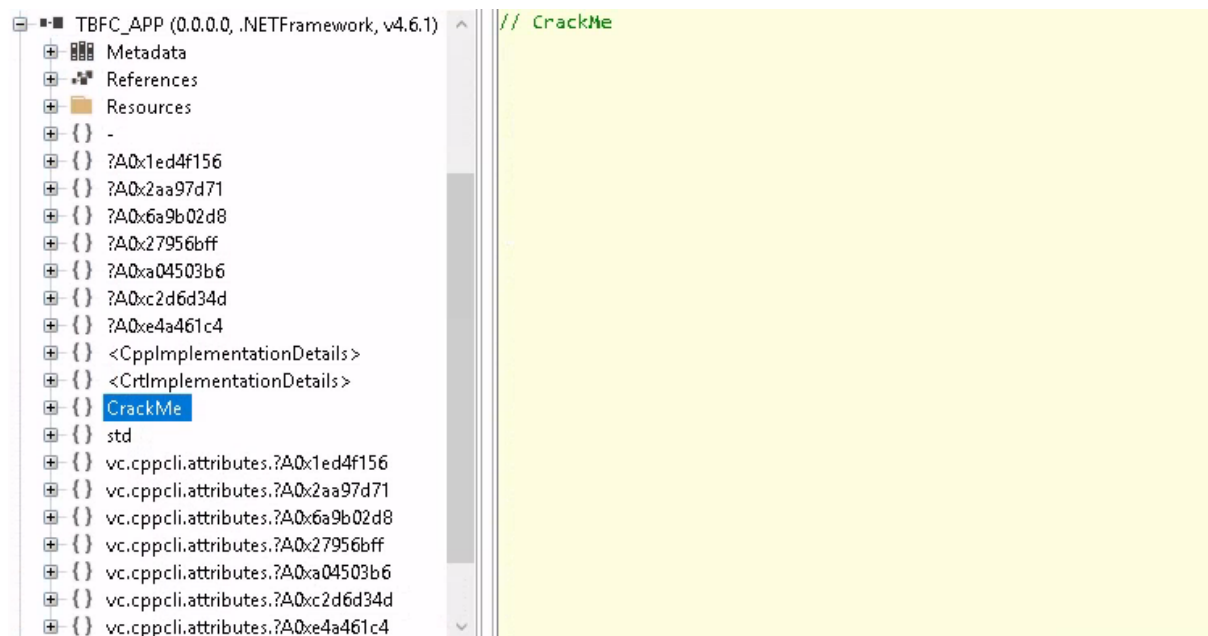 TBFC_APP (0.0.0.0, .NETFramework, v4.6.1)
Metadata
References
Resources
{} -
{} ?A0x1ed4f156
{} ?A0x2aa97d71
{} ?A0x6a9b02d8
{} ?A0x27956bff
{} ?A0xa04503b6
{} ?A0xc2d6d34d
{} ?A0xe4a461c4
{} <CppImplementationDetails>
{} <CrtImplementationDetails>
{} CrackMe
{} std
{} vc.cppcli.attributes.?A0x1ed4f156
{} vc.cppcli.attributes.?A0x2aa97d71
{} vc.cppcli.attributes.?A0x6a9b02d8
{} vc.cppcli.attributes.?A0x27956bff
{} vc.cppcli.attributes.?A0xa04503b6
{} vc.cppcli.attributes.?A0xc2d6d34d
{} vc.cppcli.attributes.?A0xe4a461c4
// CrackMe